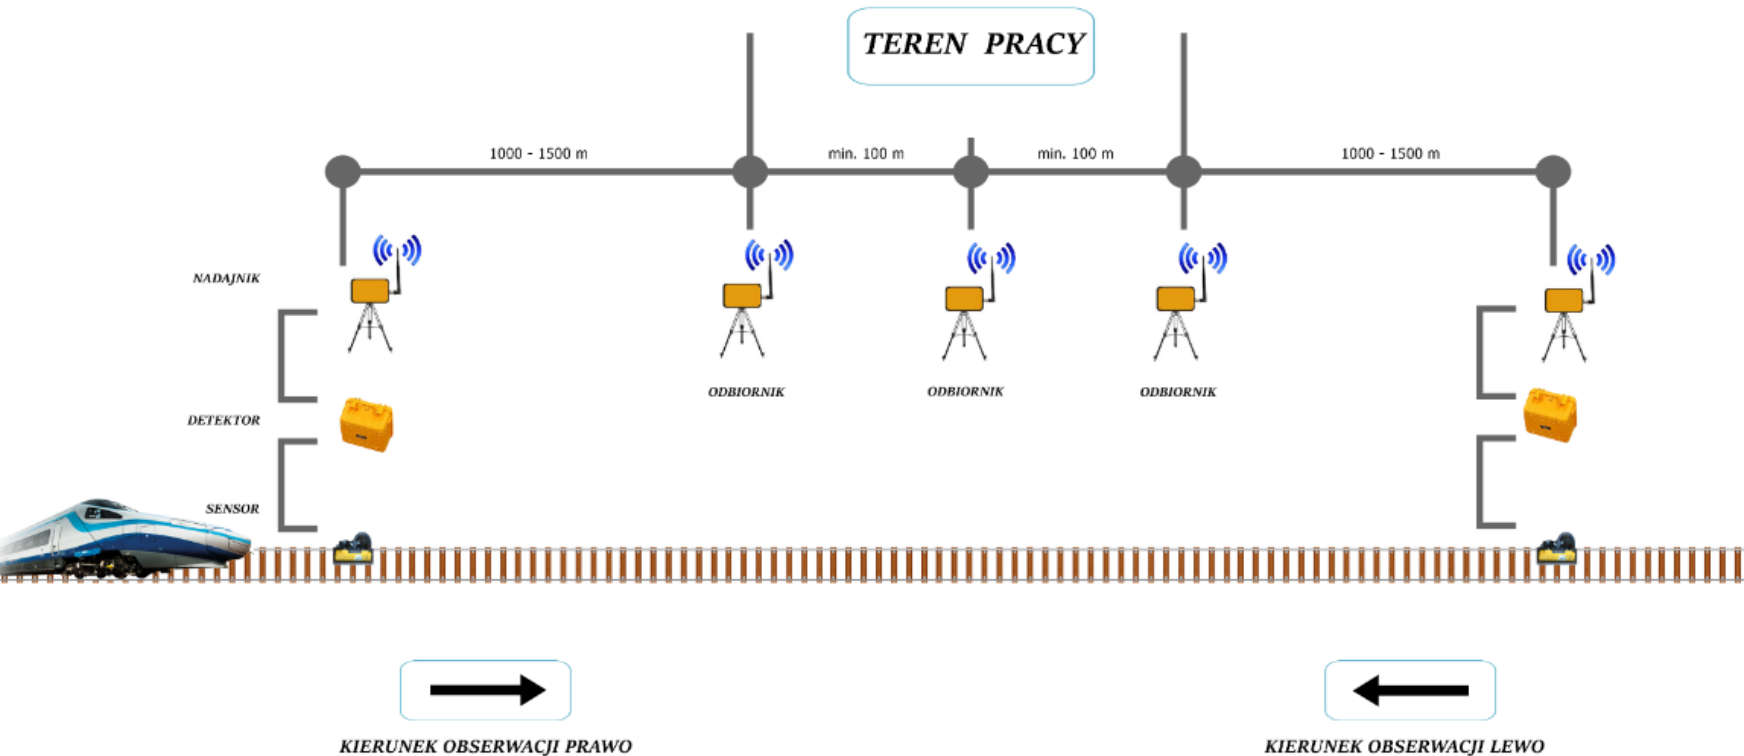 TEREN PRACY
1000 - 1500 m
min. 100 m
min. 100 m
1000 - 1500 m
NADAJNIK
ODBIORNIK
ODBIORNIK
ODBIORNIK
DETEKTOR
SENSOR
KIERUNEK OBSERWACJI PRAWO
KIERUNEK OBSERWACJI LEWO